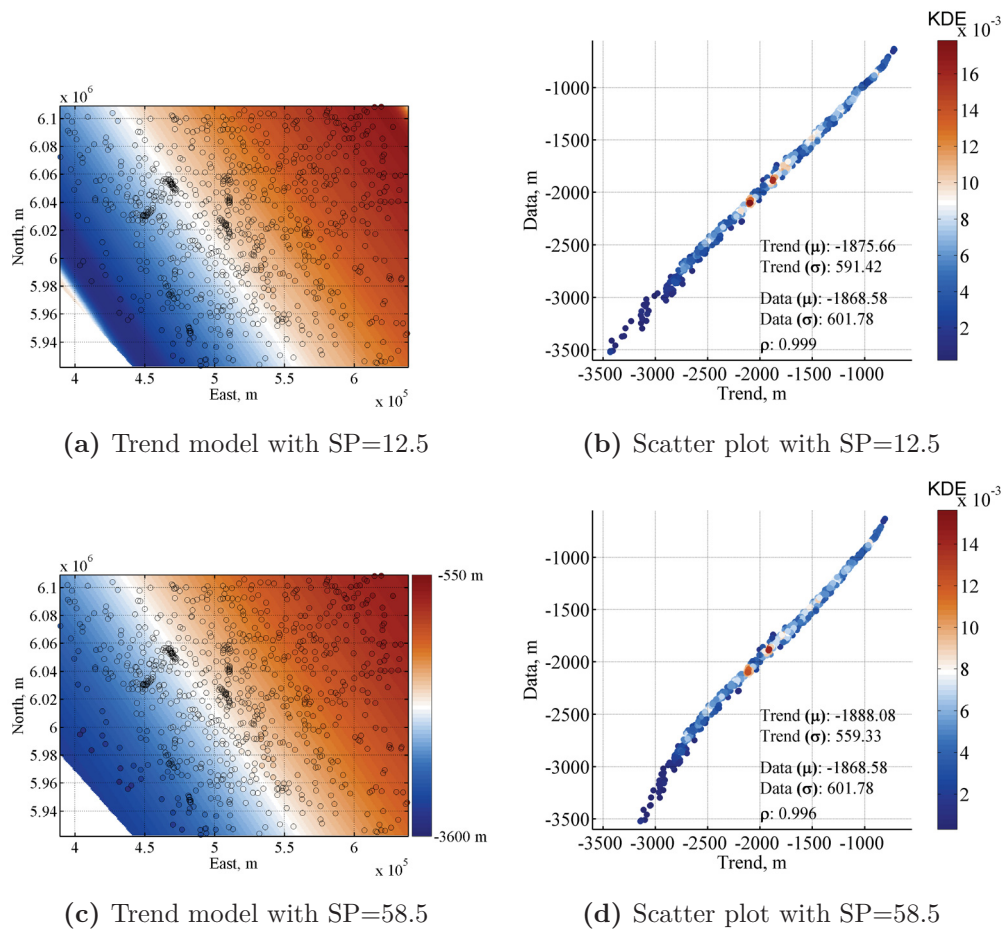 x 10⁶
6.1
6.08
6.06
6.04
6.02
6
5.98
5.96
5.94
North, m
4 4.5 5 5.5 6
East, m
x 10⁵
(a) Trend model with SP=12.5
KDE
x 10⁻³
-1000
-1500
-2000
-2500
-3000
-3500
Data, m
Trend (μ): -1875.66
Trend (σ): 591.42
Data (μ): -1868.58
Data (σ): 601.78
ρ: 0.999
-3500 -3000 -2500 -2000 -1500 -1000
Trend, m
16
14
12
10
8
6
4
2
(b) Scatter plot with SP=12.5
x 10⁶
6.1
6.08
6.06
6.04
6.02
6
5.98
5.96
5.94
North, m
4 4.5 5 5.5 6
East, m
x 10⁵
-550 m
-3600 m
(c) Trend model with SP=58.5
KDE
x 10⁻³
-1000
-1500
-2000
-2500
-3000
-3500
Data, m
Trend (μ): -1888.08
Trend (σ): 559.33
Data (μ): -1868.58
Data (σ): 601.78
ρ: 0.996
-3500 -3000 -2500 -2000 -1500 -1000
Trend, m
14
12
10
8
6
4
2
(d) Scatter plot with SP=58.5